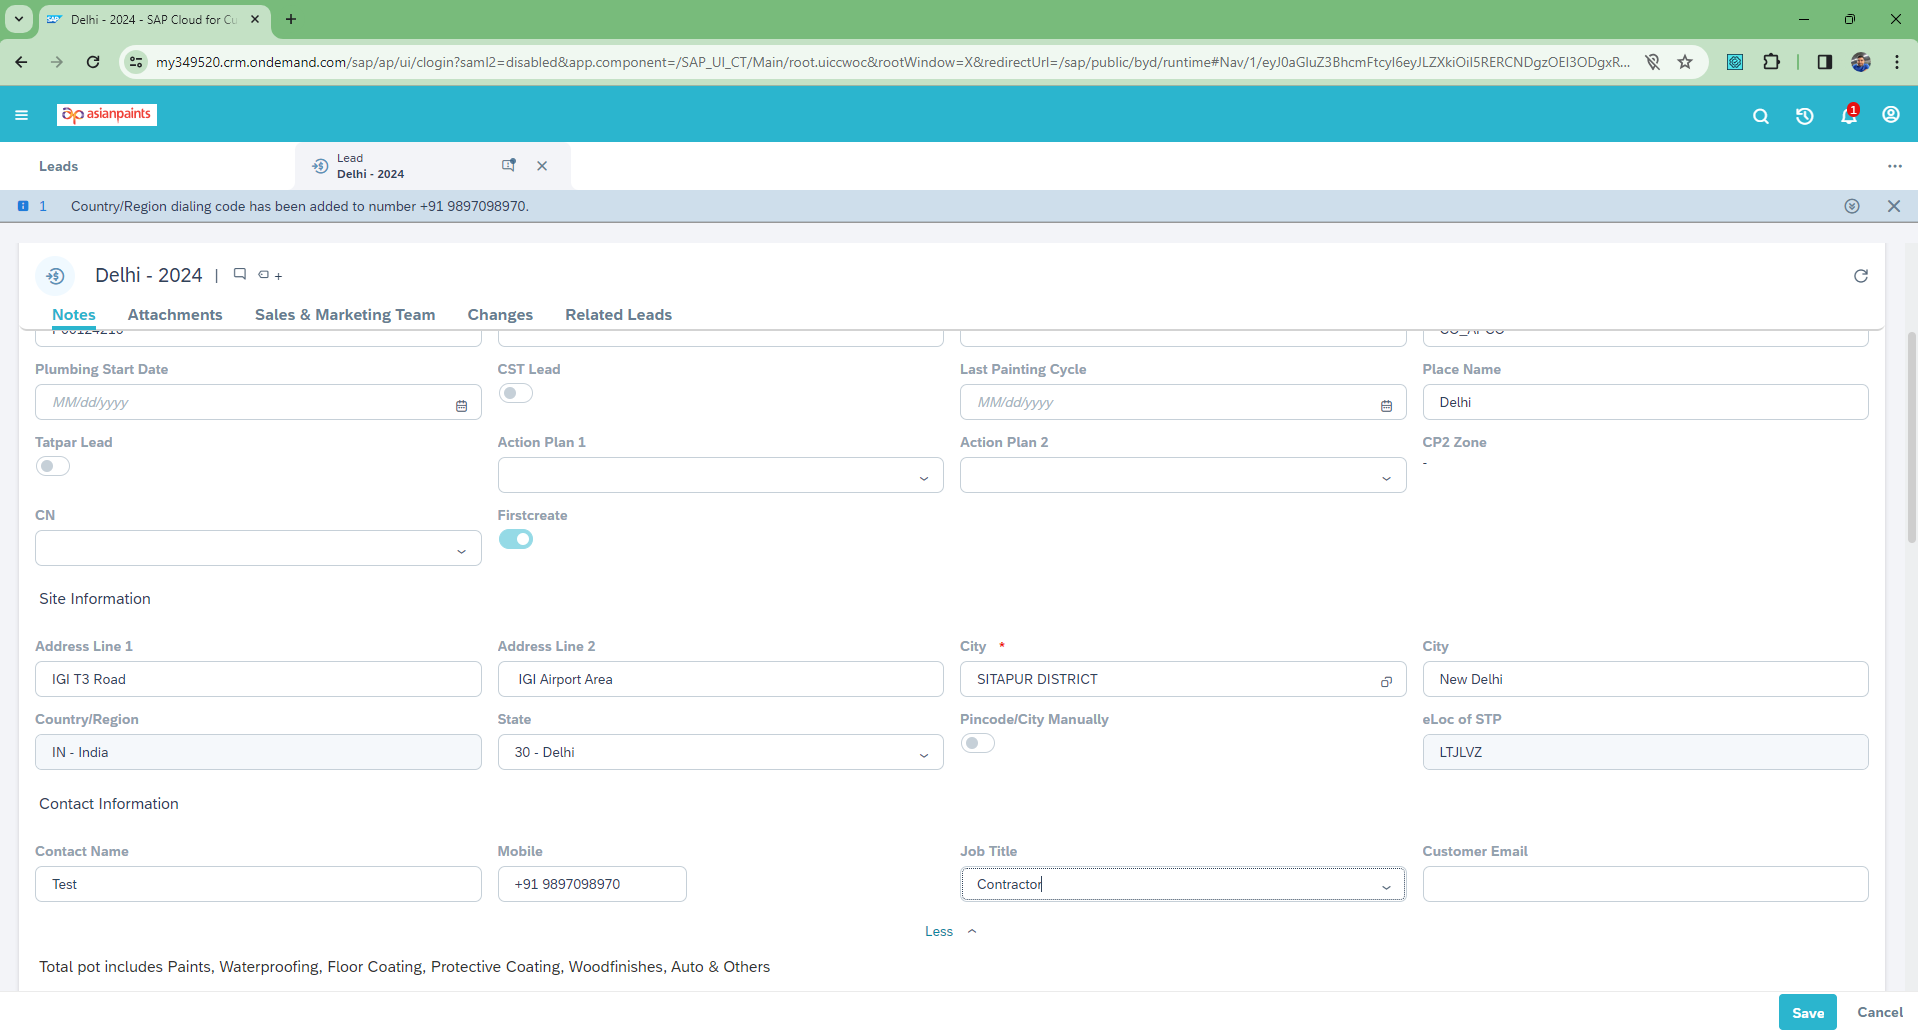 Delhi - 2024 - SAP Cloud for Cu
my349520.crm.ondemand.com/sap/ap/ui/clogin?saml2=disabled&app.component=/SAP_UI_CT/Main/root.uiccwoc&rootWindow=X&redirectUrl=/sap/public/byd/runtime#Nav/1/eyJ0aGluZ3BhcmFtcyI6eyJLZXkiOiI5RERCNDgzOEI3ODgxR...
asianpaints
1
Leads
Lead
Delhi - 2024
1 Country/Region dialing code has been added to number +91 9897098970.
Delhi - 2024 |
Notes Attachments Sales & Marketing Team Changes Related Leads
Plumbing Start Date CST Lead Last Painting Cycle Place Name
MM/dd/yyyy MM/dd/yyyy Delhi
Tatpar Lead Action Plan 1 Action Plan 2 CP2 Zone
-
CN Firstcreate
Site Information
Address Line 1 Address Line 2 City * City
IGI T3 Road IGI Airport Area SITAPUR DISTRICT New Delhi
Country/Region State Pincode/City Manually eLoc of STP
IN - India 30 - Delhi LTJLVZ
Contact Information
Contact Name Mobile Job Title Customer Email
Test +91 9897098970 Contractor
Less
Total pot includes Paints, Waterproofing, Floor Coating, Protective Coating, Woodfinishes, Auto & Others
Save Cancel